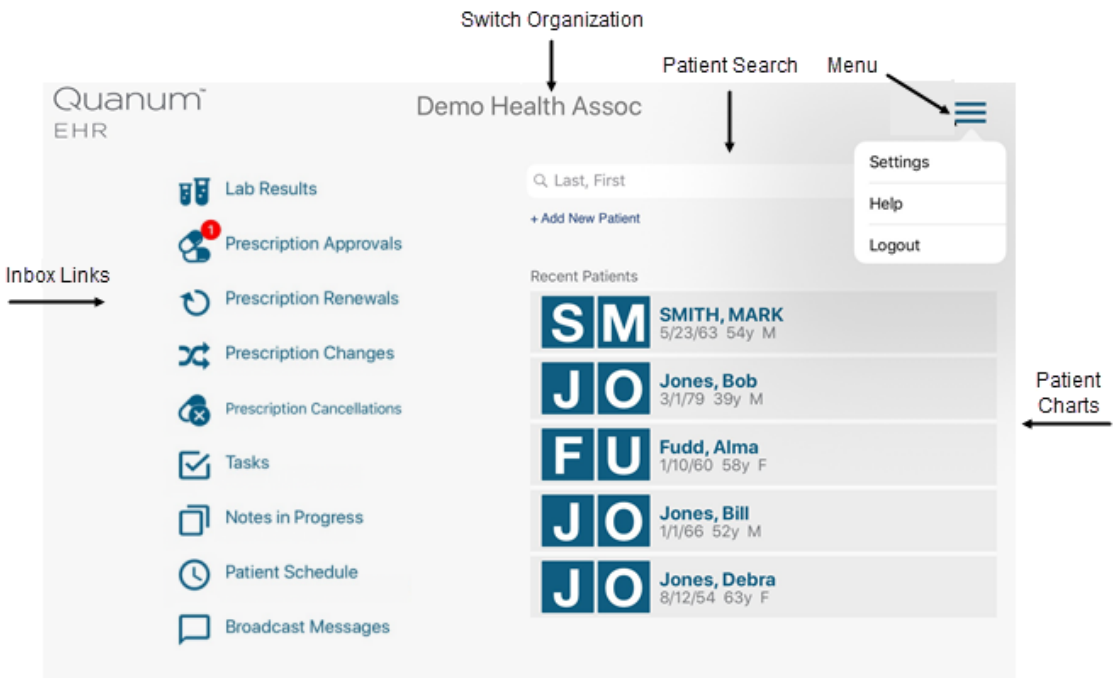 Switch Organization
Patient Search
Menu
Quanum™
EHR
Demo Health Assoc
Settings
Help
Logout
Inbox Links
Lab Results
1
Prescription Approvals
Prescription Renewals
Prescription Changes
Prescription Cancellations
Tasks
Notes in Progress
Patient Schedule
Broadcast Messages
Last, First
+ Add New Patient
Recent Patients
S M
SMITH, MARK
5/23/63 54y M
J O
Jones, Bob
3/1/79 39y M
F U
Fudd, Alma
1/10/60 58y F
J O
Jones, Bill
1/1/66 52y M
J O
Jones, Debra
8/12/54 63y F
Patient
Charts